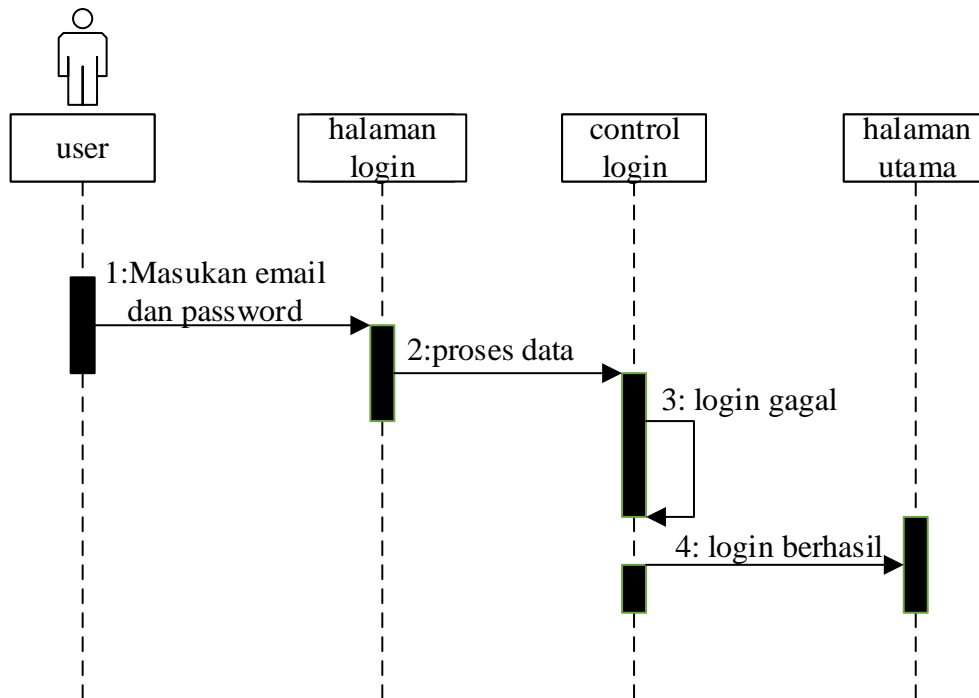 user
halaman
login
control
login
halaman
utama
1:Masukan email
dan password
2:proses data
3: login gagal
4: login berhasil